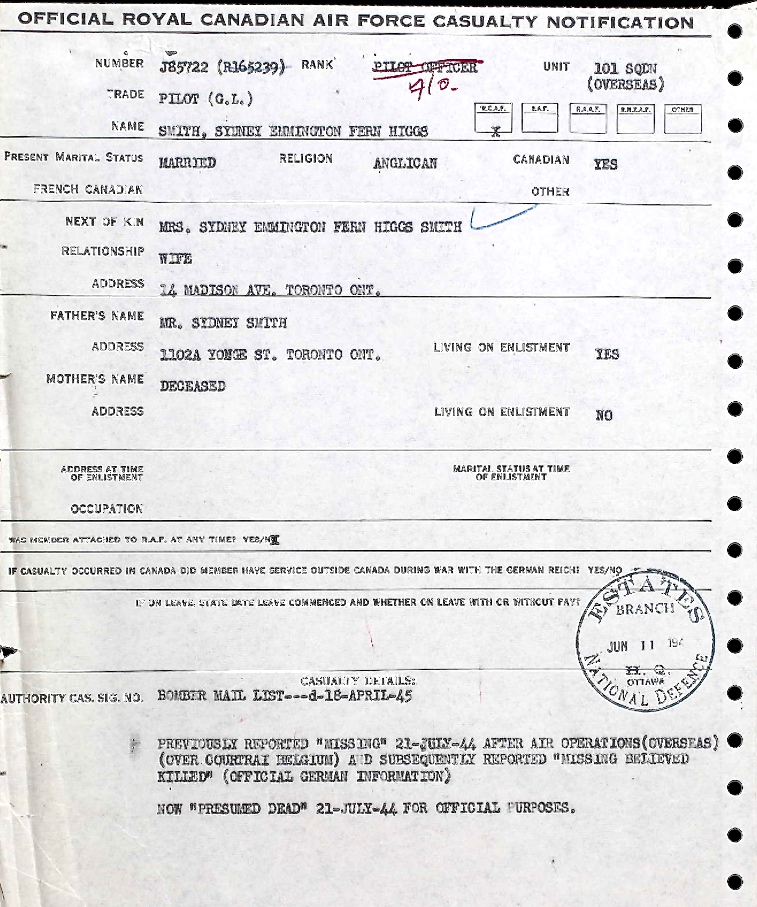 OFFICIAL ROYAL CANADIAN AIR FORCE CASUALTY NOTIFICATION
NUMBER J85722 (R165239) RANK PILOT OFFICER UNIT 101 SQDN
F/O. (OVERSEAS)
TRADE PILOT (G.L.)
R.C.A.F. R.A.F. R.A.A.F. R.N.Z.A.F. OTHER
NAME SMITH, SYDNEY EMMINGTON FERN HIGGS X
PRESENT MARITAL STATUS MARRIED RELIGION ANGLICAN CANADIAN YES
FRENCH CANADIAN OTHER
NEXT OF KIN MRS. SYDNEY EMMINGTON FERN HIGGS SMITH
RELATIONSHIP WIFE
ADDRESS 14 MADISON AVE. TORONTO ONT.
FATHER'S NAME MR. SYDNEY SMITH
ADDRESS 1102A YONGE ST. TORONTO ONT. LIVING ON ENLISTMENT YES
MOTHER'S NAME DECEASED
ADDRESS LIVING ON ENLISTMENT NO
ADDRESS AT TIME OF ENLISTMENT MARITAL STATUS AT TIME OF ENLISTMENT
OCCUPATION
WAS MEMBER ATTACHED TO R.A.F. AT ANY TIME? YES/NO
IF CASUALTY OCCURRED IN CANADA DID MEMBER HAVE SERVICE OUTSIDE CANADA DURING WAR WITH THE GERMAN REICH? YES/NO
IF ON LEAVE, STATE DATE LEAVE COMMENCED AND WHETHER ON LEAVE WITH OR WITHOUT PAY?
ESTATES
BRANCH
JUN 11 194
H. Q.
OTTAWA
NATIONAL DEFENCE
CASUALTY DETAILS:
AUTHORITY CAS. SIG. NO. BOMBER MAIL LIST---d-18-APRIL-45
PREVIOUSLY REPORTED "MISSING" 21-JULY-44 AFTER AIR OPERATIONS(OVERSEAS)
(OVER COURTRAI BELGIUM) AND SUBSEQUENTLY REPORTED "MISSING BELIEVED
KILLED" (OFFICIAL GERMAN INFORMATION)
NOW "PRESUMED DEAD" 21-JULY-44 FOR OFFICIAL PURPOSES.